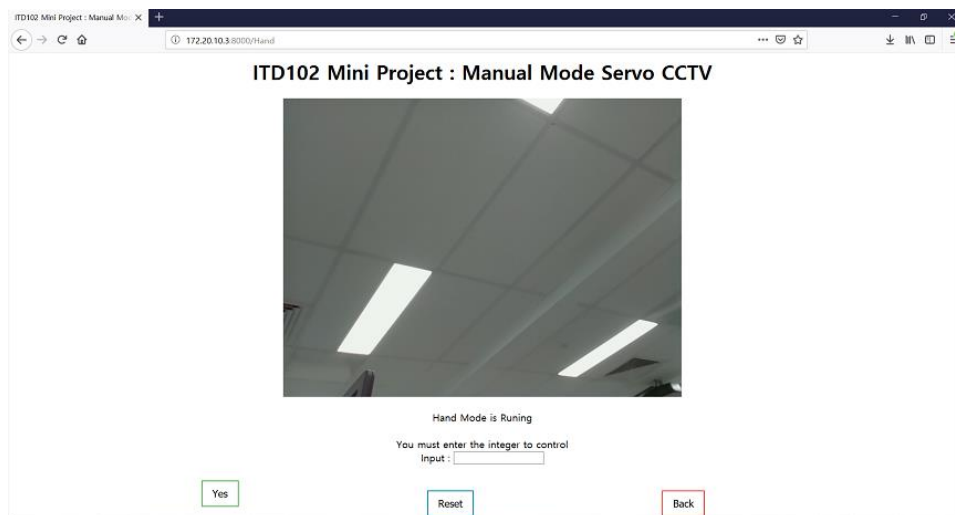 ITD102 Mini Project : Manual Mo
172.20.10.3:8000/Hand
ITD102 Mini Project : Manual Mode Servo CCTV
Hand Mode is Runing
You must enter the integer to control
Input :
Yes
Reset
Back